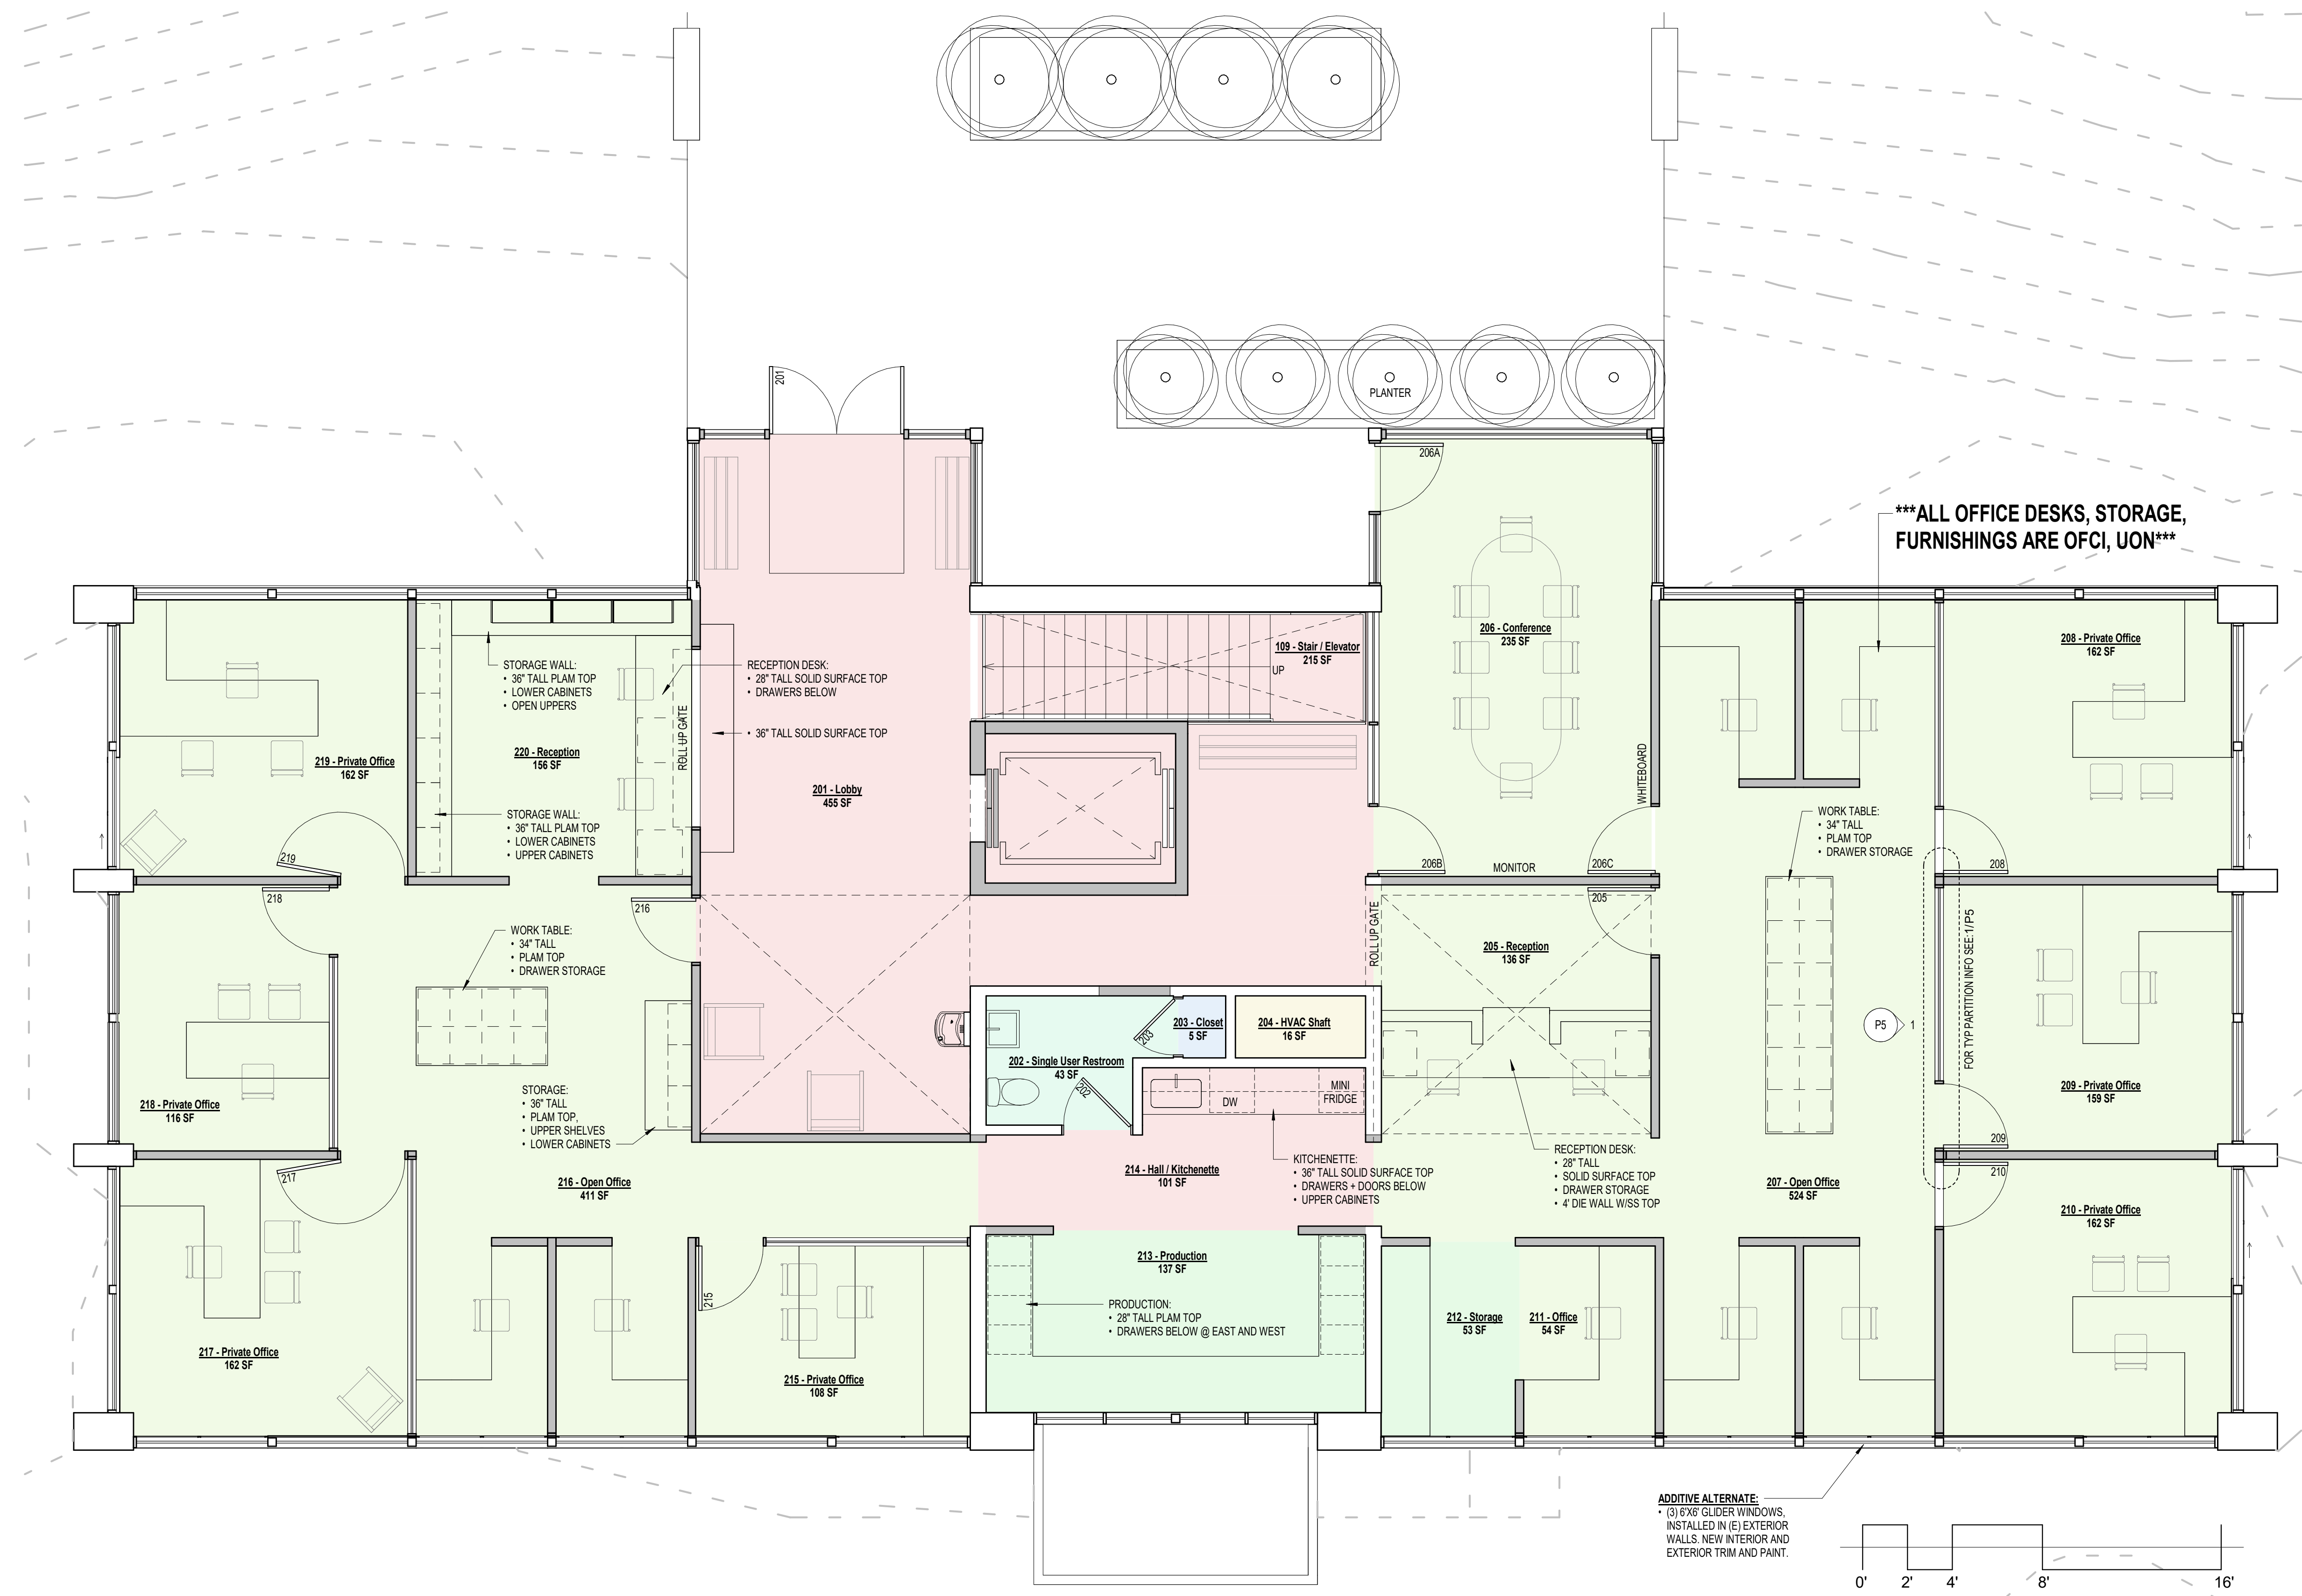 PLANTER
201
206A
***ALL OFFICE DESKS, STORAGE,
FURNISHINGS ARE OFCI, UON***
206 - Conference
235 SF
208 - Private Office
162 SF
109 - Stair / Elevator
215 SF
UP
STORAGE WALL:
• 36" TALL PLAM TOP
• LOWER CABINETS
• OPEN UPPERS
RECEPTION DESK:
• 28" TALL SOLID SURFACE TOP
• DRAWERS BELOW
• 36" TALL SOLID SURFACE TOP
ROLL UP GATE
220 - Reception
156 SF
219 - Private Office
162 SF
201 - Lobby
455 SF
WHITEBOARD
STORAGE WALL:
• 36" TALL PLAM TOP
• LOWER CABINETS
• UPPER CABINETS
WORK TABLE:
• 34" TALL
• PLAM TOP
• DRAWER STORAGE
219
206B
MONITOR
206C
208
218
216
205
ROLL UP GATE
WORK TABLE:
• 34" TALL
• PLAM TOP
• DRAWER STORAGE
205 - Reception
136 SF
FOR TYP PARTITION INFO SEE: 1/ P5
P5
1
203 - Closet
5 SF
204 - HVAC Shaft
16 SF
203
202 - Single User Restroom
43 SF
202
DW
MINI
FRIDGE
209 - Private Office
159 SF
218 - Private Office
116 SF
STORAGE:
• 36" TALL
• PLAM TOP,
• UPPER SHELVES
• LOWER CABINETS
209
210
217
KITCHENETTE:
• 36" TALL SOLID SURFACE TOP
• DRAWERS + DOORS BELOW
• UPPER CABINETS
RECEPTION DESK:
• 28" TALL
• SOLID SURFACE TOP
• DRAWER STORAGE
• 4' DIE WALL W/SS TOP
214 - Hall / Kitchenette
101 SF
216 - Open Office
411 SF
207 - Open Office
524 SF
210 - Private Office
162 SF
213 - Production
137 SF
215
PRODUCTION:
• 28" TALL PLAM TOP
• DRAWERS BELOW @ EAST AND WEST
212 - Storage
53 SF
211 - Office
54 SF
217 - Private Office
162 SF
215 - Private Office
108 SF
ADDITIVE ALTERNATE:
• (3) 6'X6' GLIDER WINDOWS,
INSTALLED IN (E) EXTERIOR
WALLS. NEW INTERIOR AND
EXTERIOR TRIM AND PAINT.
0' 2' 4' 8' 16'